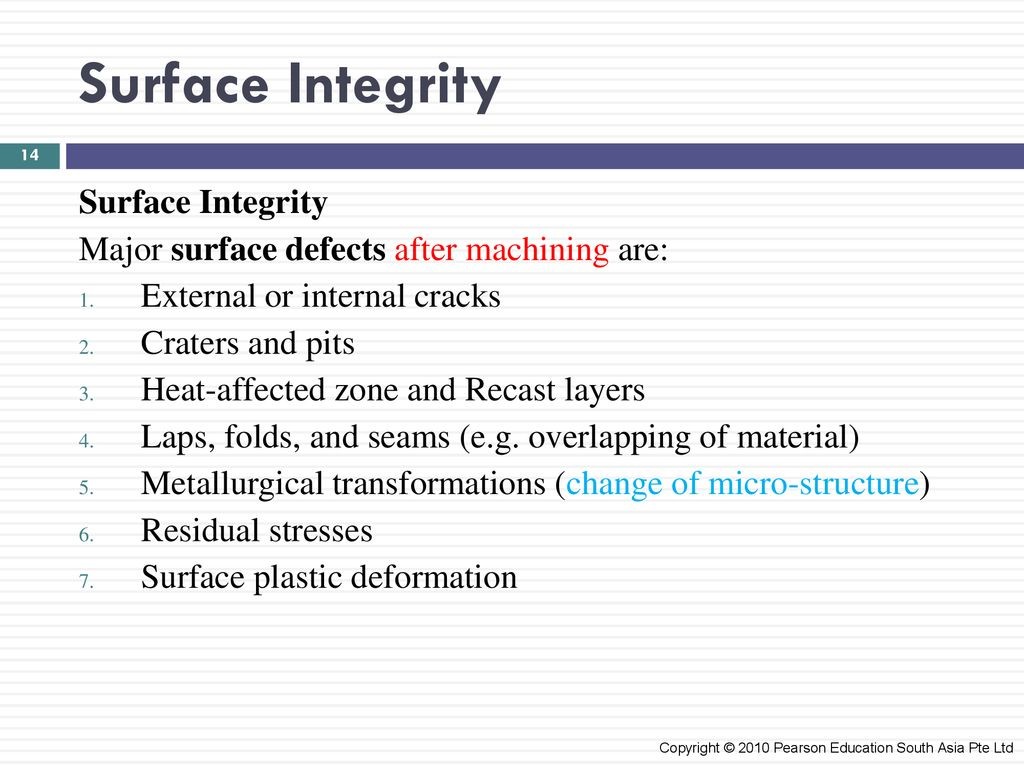 Surface Integrity
14
Surface Integrity
Major surface defects after machining are:
1. External or internal cracks
2. Craters and pits
3. Heat-affected zone and Recast layers
4. Laps, folds, and seams (e.g. overlapping of material)
5. Metallurgical transformations (change of micro-structure)
6. Residual stresses
7. Surface plastic deformation
Copyright © 2010 Pearson Education South Asia Pte Ltd